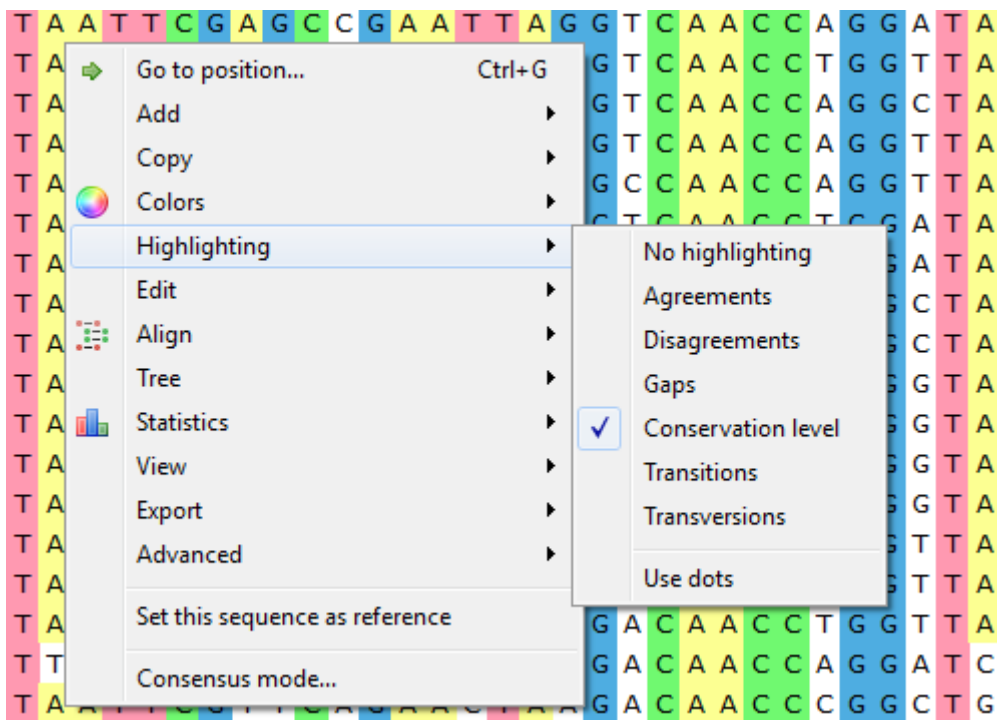 T A A T T C G A G C C G A A T T A G G T C A A C C A G G A T A
T A G T C A A C C T G G T T A
Go to position... Ctrl+G
T A G T C A A C C A G G C T A
Add
T A G T C A A C C A G G T T A
Copy
T A G C C A A C C A G G T T A
Colors
T A G A T A
Highlighting
No highlighting
T A G A T A
Edit
Agreements
T A G C T A
Align
Disagreements
T A G C T A
Tree
Gaps
T A G G T A
Statistics
Conservation level
T A G G T A
View
Transitions
T A G G T A
Export
Transversions
T A G G T A
Advanced
T A G T T A
Use dots
T A G T T A
Set this sequence as reference
T A G A C A A C C T G G T T A
T T G A C A A C C A G G A T C
Consensus mode...
T A G A C A A C C C G G C T G